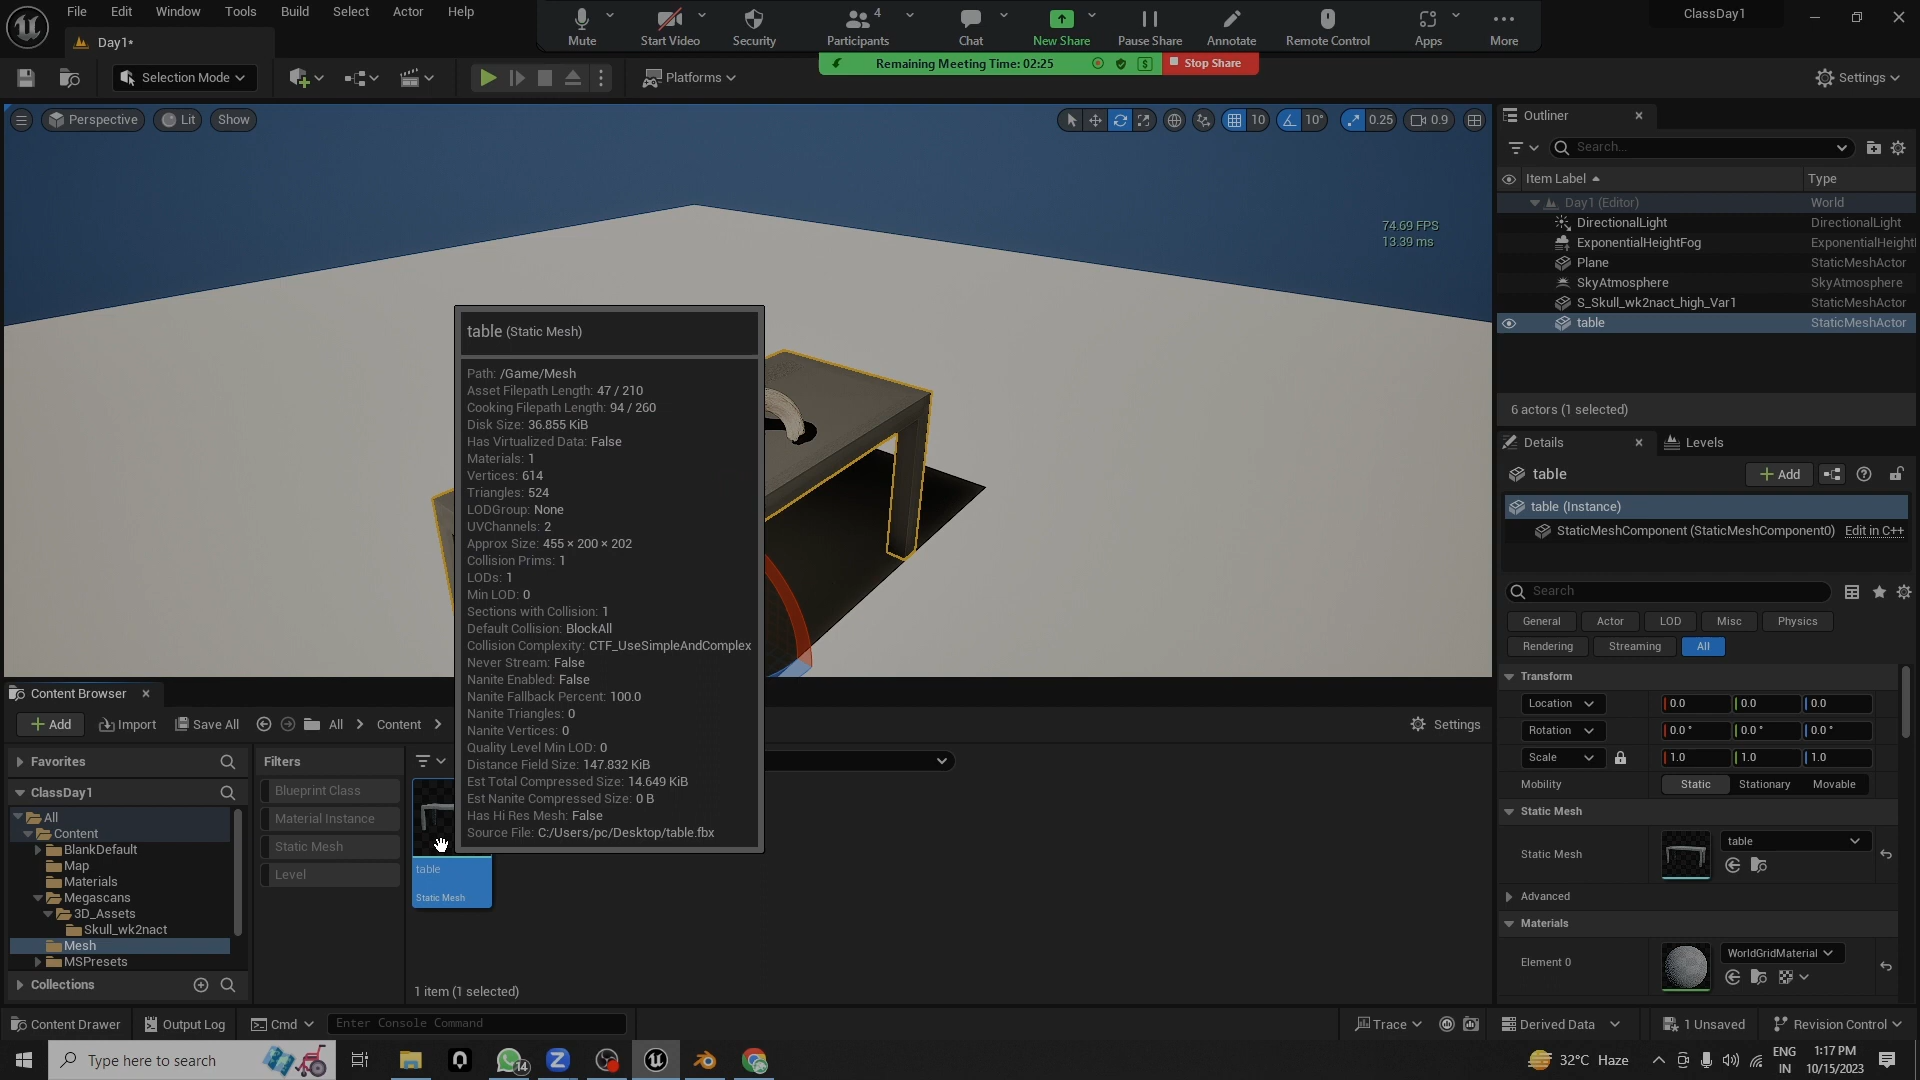 File Edit Window Tools Build Select Actor Help
Day1*
Mute
Start Video
Security
4
Participants
Chat
New Share
Pause Share
Annotate
Remote Control
Apps
More
Remaining Meeting Time: 02:25
Stop Share
ClassDay1
Selection Mode
Platforms
Settings
Perspective
Lit
Show
10
10°
0.25
0.9
74.69 FPS
13.39 ms
table (Static Mesh)
Path: /Game/Mesh
Asset Filepath Length: 47 / 210
Cooking Filepath Length: 94 / 260
Disk Size: 36.855 KiB
Has Virtualized Data: False
Materials: 1
Vertices: 614
Triangles: 524
LODGroup: None
UVChannels: 2
Approx Size: 455 × 200 × 202
Collision Prims: 1
LODs: 1
Min LOD: 0
Sections with Collision: 1
Default Collision: BlockAll
Collision Complexity: CTF_UseSimpleAndComplex
Never Stream: False
Nanite Enabled: False
Nanite Fallback Percent: 100.0
Nanite Triangles: 0
Nanite Vertices: 0
Quality Level Min LOD: 0
Distance Field Size: 147.832 KiB
Est Total Compressed Size: 14.649 KiB
Est Nanite Compressed Size: 0 B
Has Hi Res Mesh: False
Source File: C:/Users/pc/Desktop/table.fbx
Outliner
Search...
Item Label Type
Day1 (Editor) World
DirectionalLight DirectionalLight
ExponentialHeightFog ExponentialHeight
Plane StaticMeshActor
SkyAtmosphere SkyAtmosphere
S_Skull_wk2nact_high_Var1 StaticMeshActor
table StaticMeshActor
6 actors (1 selected)
Details
Levels
table
Add
table (Instance)
StaticMeshComponent (StaticMeshComponent0) Edit in C++
Search
General Actor LOD Misc Physics
Rendering Streaming All
Transform
Location 0.0 0.0 0.0
Rotation 0.0° 0.0° 0.0°
Scale 1.0 1.0 1.0
Mobility Static Stationary Movable
Static Mesh
Static Mesh table
Advanced
Materials
Element 0 WorldGridMaterial
Content Browser
Add
Import
Save All
All
Content
Settings
Favorites
ClassDay1
All
Content
BlankDefault
Map
Materials
Megascans
3D_Assets
Skull_wk2nact
Mesh
MSPresets
Collections
Filters
Blueprint Class
Material Instance
Static Mesh
Level
table
Static Mesh
1 item (1 selected)
Content Drawer
Output Log
Cmd
Enter Console Command
Trace
Derived Data
1 Unsaved
Revision Control
Type here to search
14
32°C Haze
ENG
IN
1:17 PM
10/15/2023